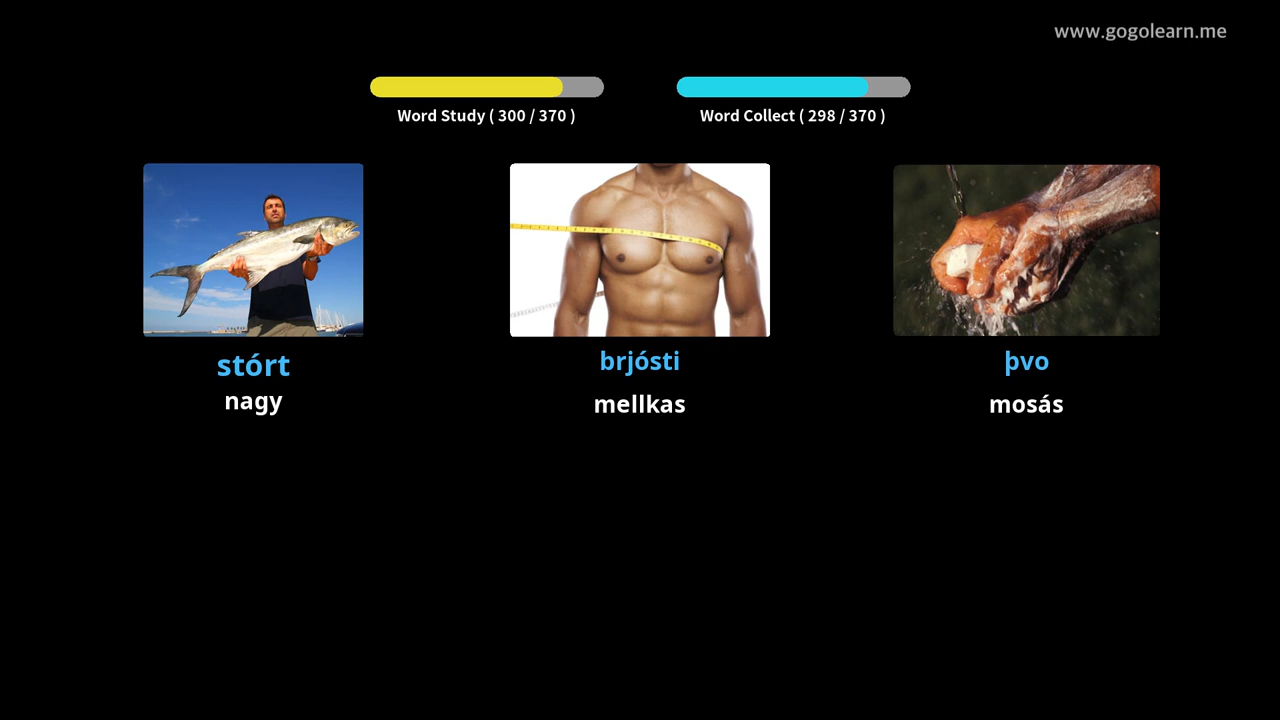 www.gogolearn.me
Word Study ( 300 / 370 )
Word Collect ( 298 / 370 )
stórt
nagy
brjósti
mellkas
þvo
mosás